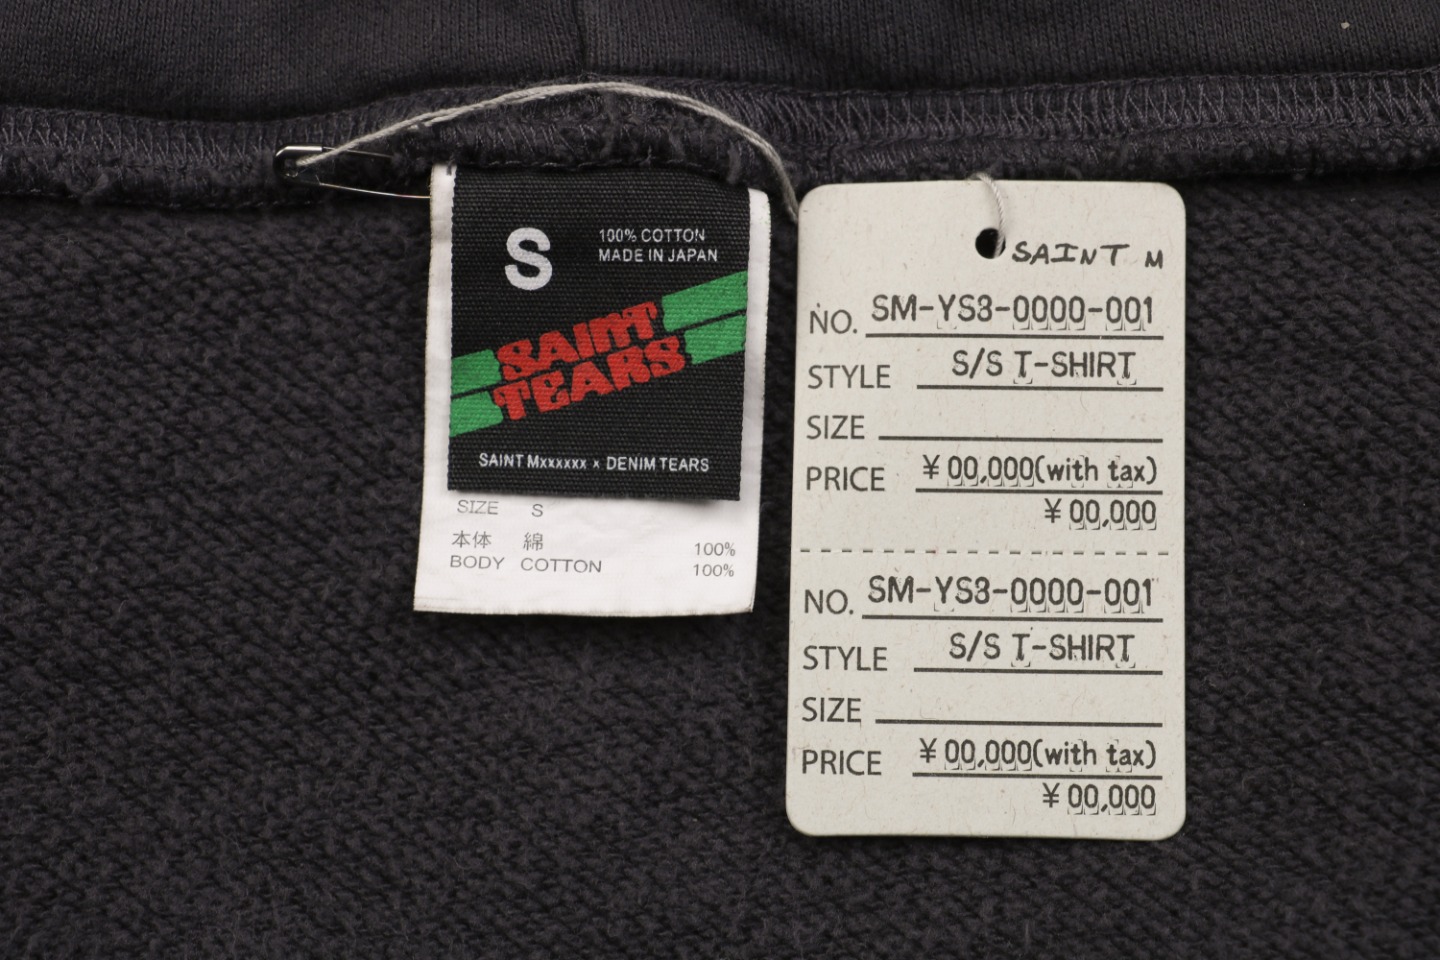 S
100% COTTON
MADE IN JAPAN
SAINT
TEARS
SAINT Mxxxxxx × DENIM TEARS
SIZE S
本体 綿 100%
BODY COTTON 100%
SAINT M
NO. SM-YS3-0000-001
STYLE S/S T-SHIRT
SIZE
PRICE ¥ 00,000(with tax)
¥ 00,000
NO. SM-YS3-0000-001
STYLE S/S T-SHIRT
SIZE
PRICE ¥ 00,000(with tax)
¥ 00,000